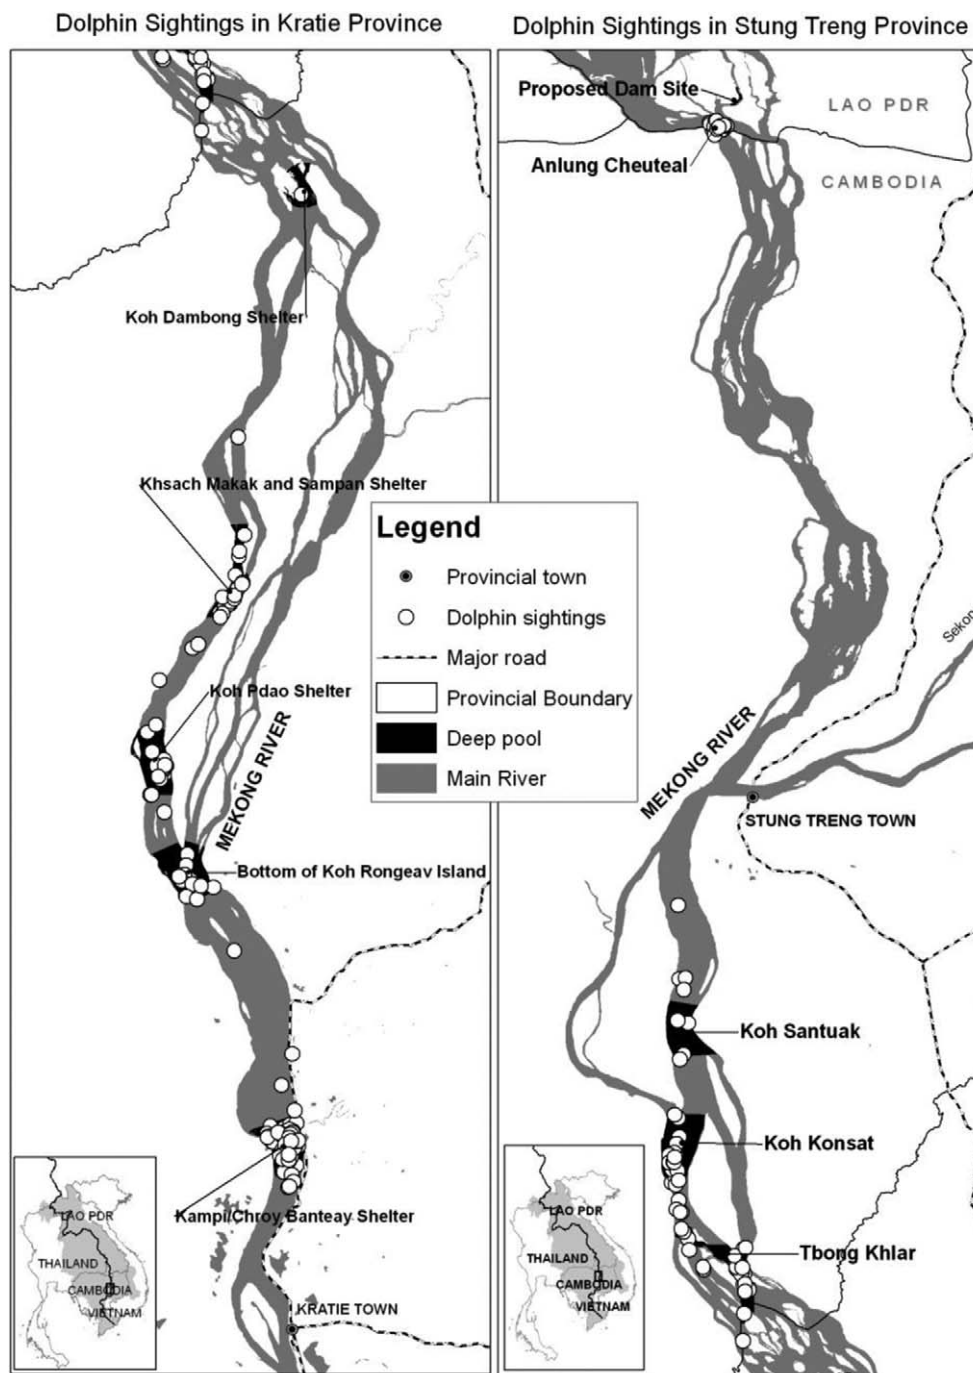 Dolphin Sightings in Kratie Province
Koh Dambong Shelter
Khsach Makak and Sampan Shelter
Koh Pdao Shelter
MEKONG RIVER
Bottom of Koh Rongeav Island
Kampi/Chroy Banteay Shelter
KRATIE TOWN
LAO PDR
THAILAND
CAMBODIA
VIETNAM
Legend
Provincial town
Dolphin sightings
Major road
Provincial Boundary
Deep pool
Main River
Dolphin Sightings in Stung Treng Province
Proposed Dam Site
LAO PDR
Anlung Cheuteal
CAMBODIA
Sekon
MEKONG RIVER
STUNG TRENG TOWN
Koh Santuak
Koh Konsat
Tbong Khlar
LAO PDR
THAILAND
CAMBODIA
VIETNAM